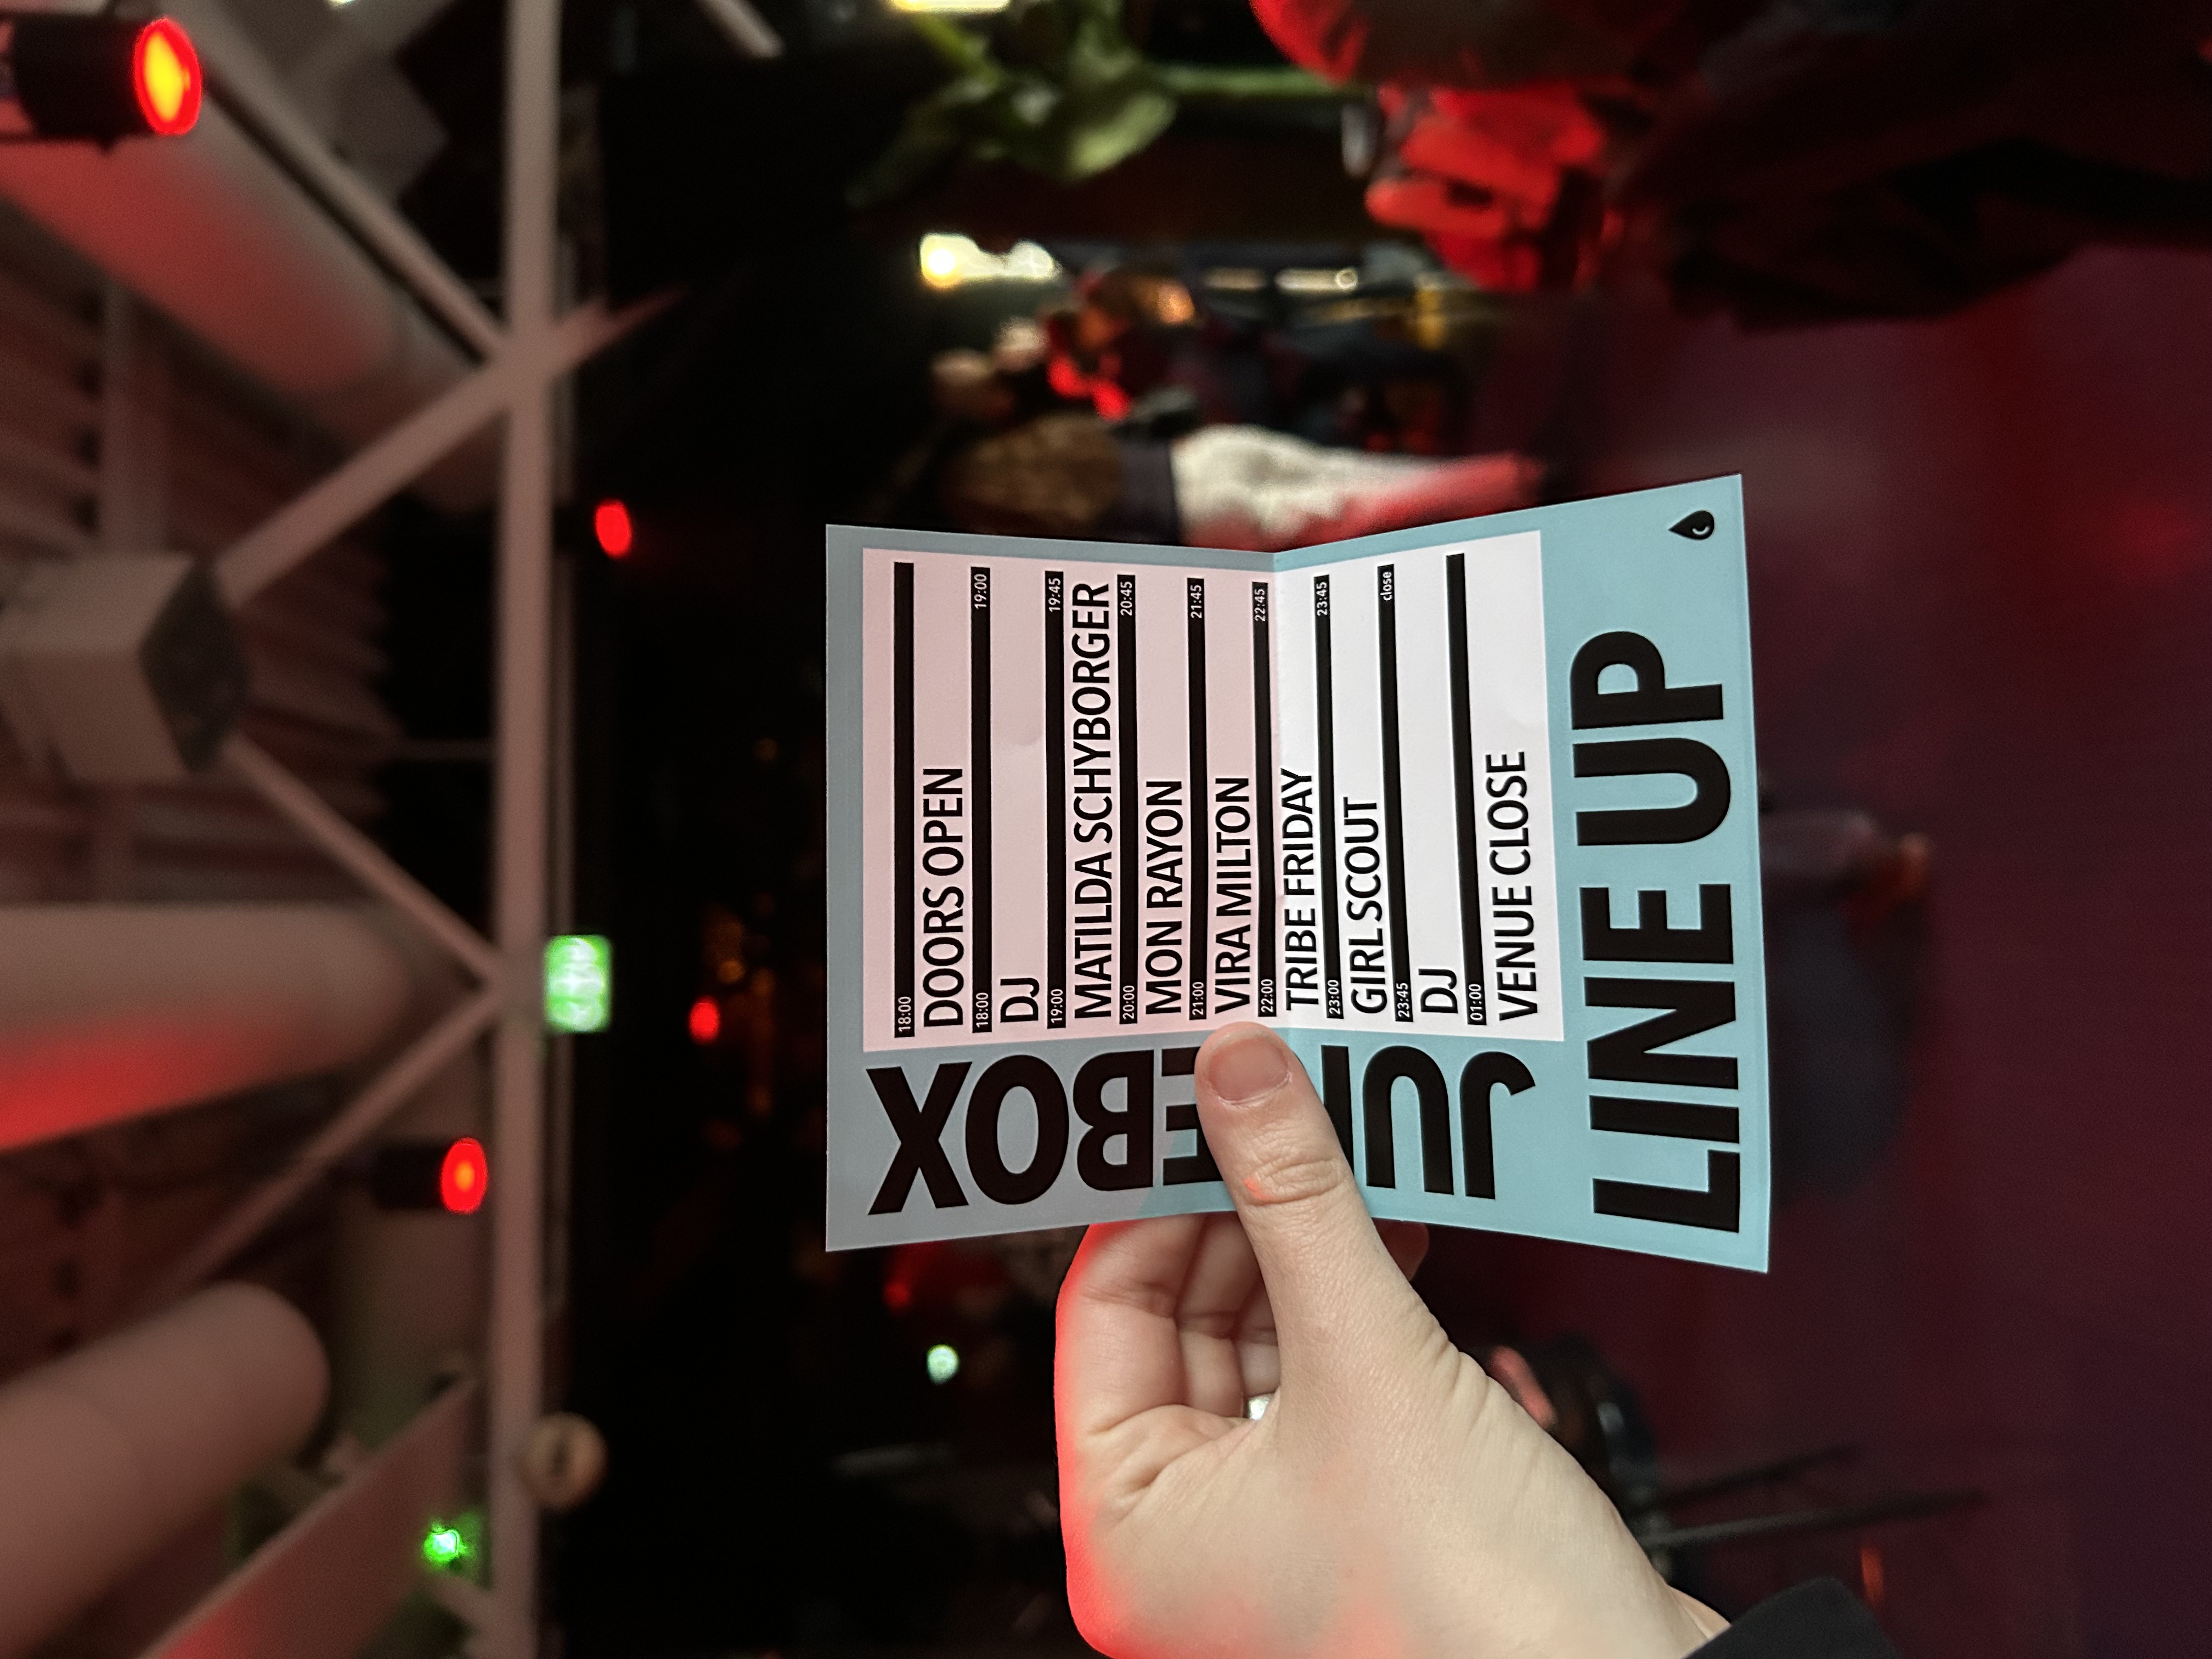 18:00
DOORS OPEN
18:00 19:00
DJ
19:00 19:45
MATILDA SCHYBORGER
20:00 20:45
MON RAYON
21:00 21:45
VIRA MILTON
22:00 22:45
TRIBE FRIDAY
23:00 23:45
GIRL SCOUT
23:45 close
DJ
01:00
VENUE CLOSE
JUKEBOX
LINE UP